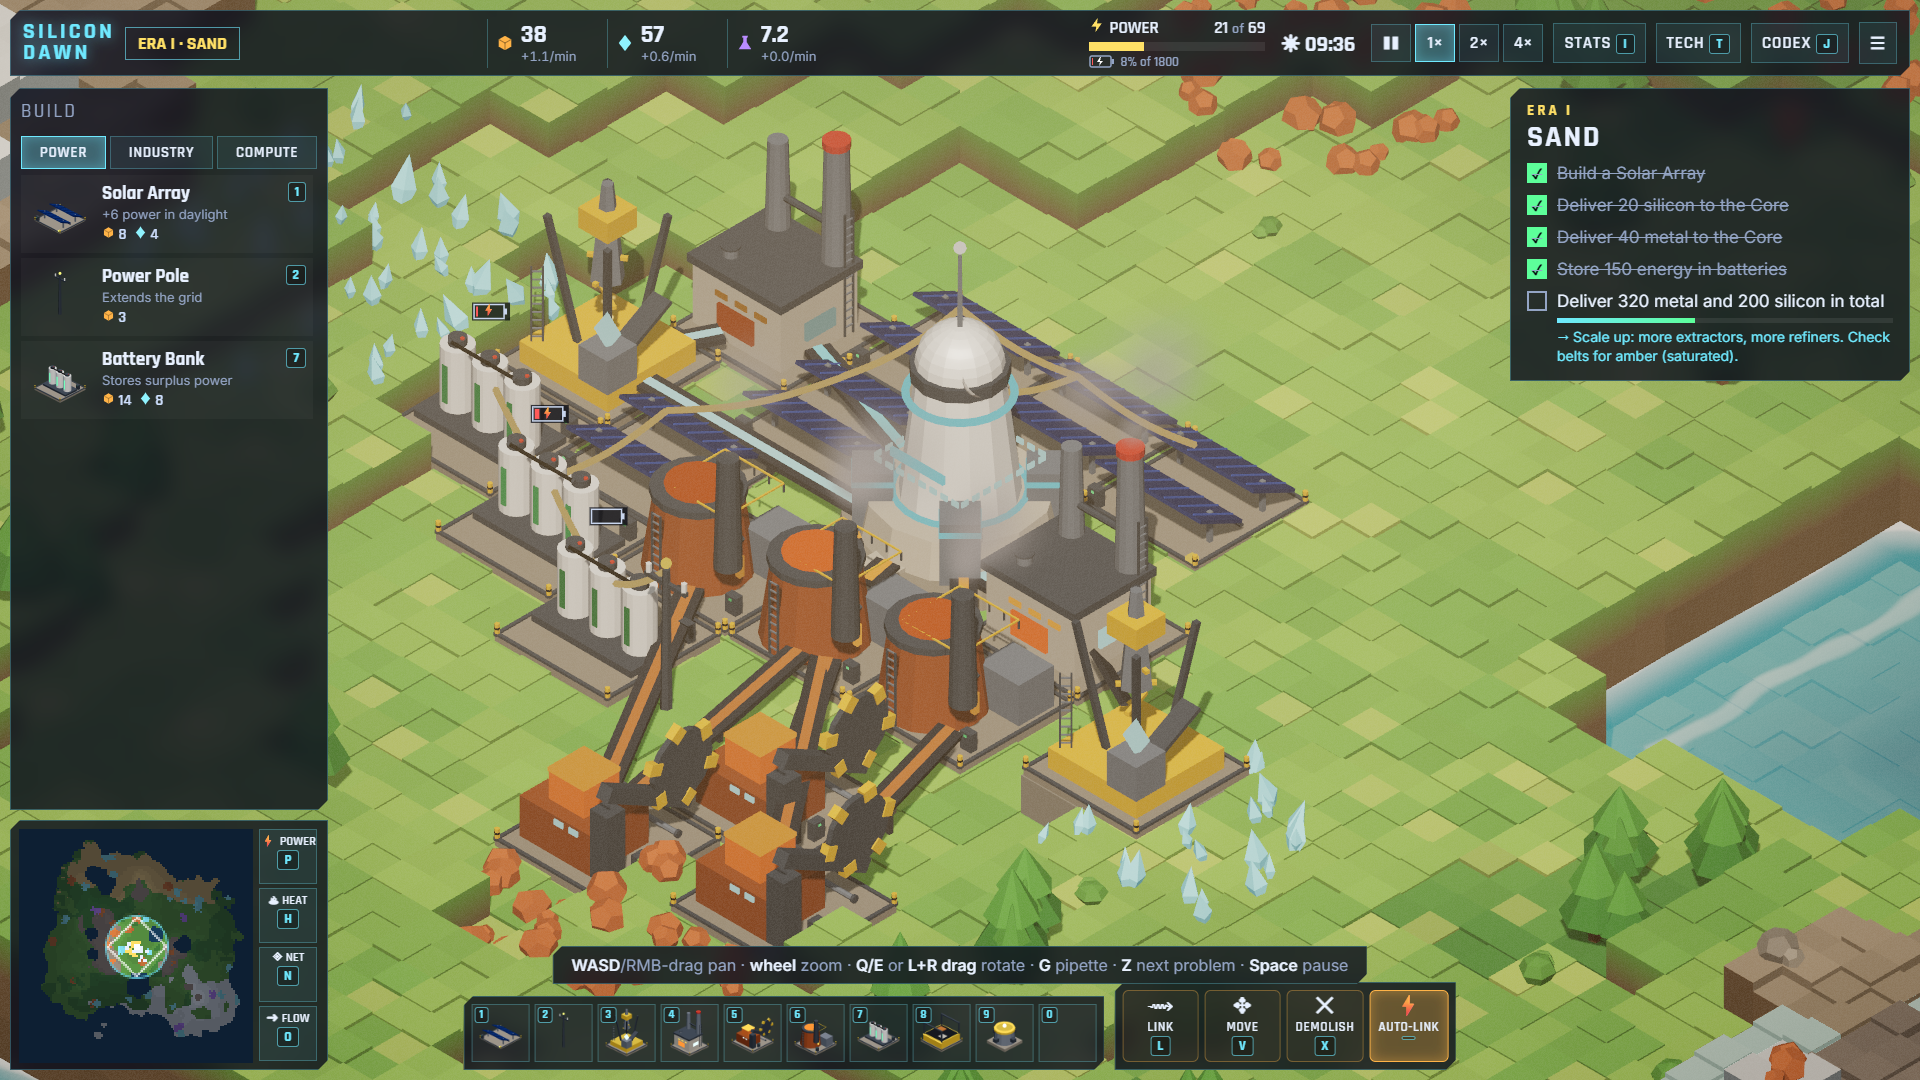 SILICON
DAWN
ERA I · SAND
38
+1.1/min
57
+0.6/min
7.2
+0.0/min
POWER 21 of 69
8% of 1800
09:36
1×
2×
4×
STATS I
TECH T
CODEX J
BUILD
POWER
INDUSTRY
COMPUTE
Solar Array 1
+6 power in daylight
8 4
Power Pole 2
Extends the grid
3
Battery Bank 7
Stores surplus power
14 8
ERA I
SAND
Build a Solar Array
Deliver 20 silicon to the Core
Deliver 40 metal to the Core
Store 150 energy in batteries
Deliver 320 metal and 200 silicon in total
→ Scale up: more extractors, more refiners. Check
belts for amber (saturated).
POWER
P
HEAT
H
NET
N
FLOW
O
WASD/RMB-drag pan · wheel zoom · Q/E or L+R drag rotate · G pipette · Z next problem · Space pause
1 2 3 4 5 6 7 8 9 0
LINK
L
MOVE
V
DEMOLISH
X
AUTO-LINK